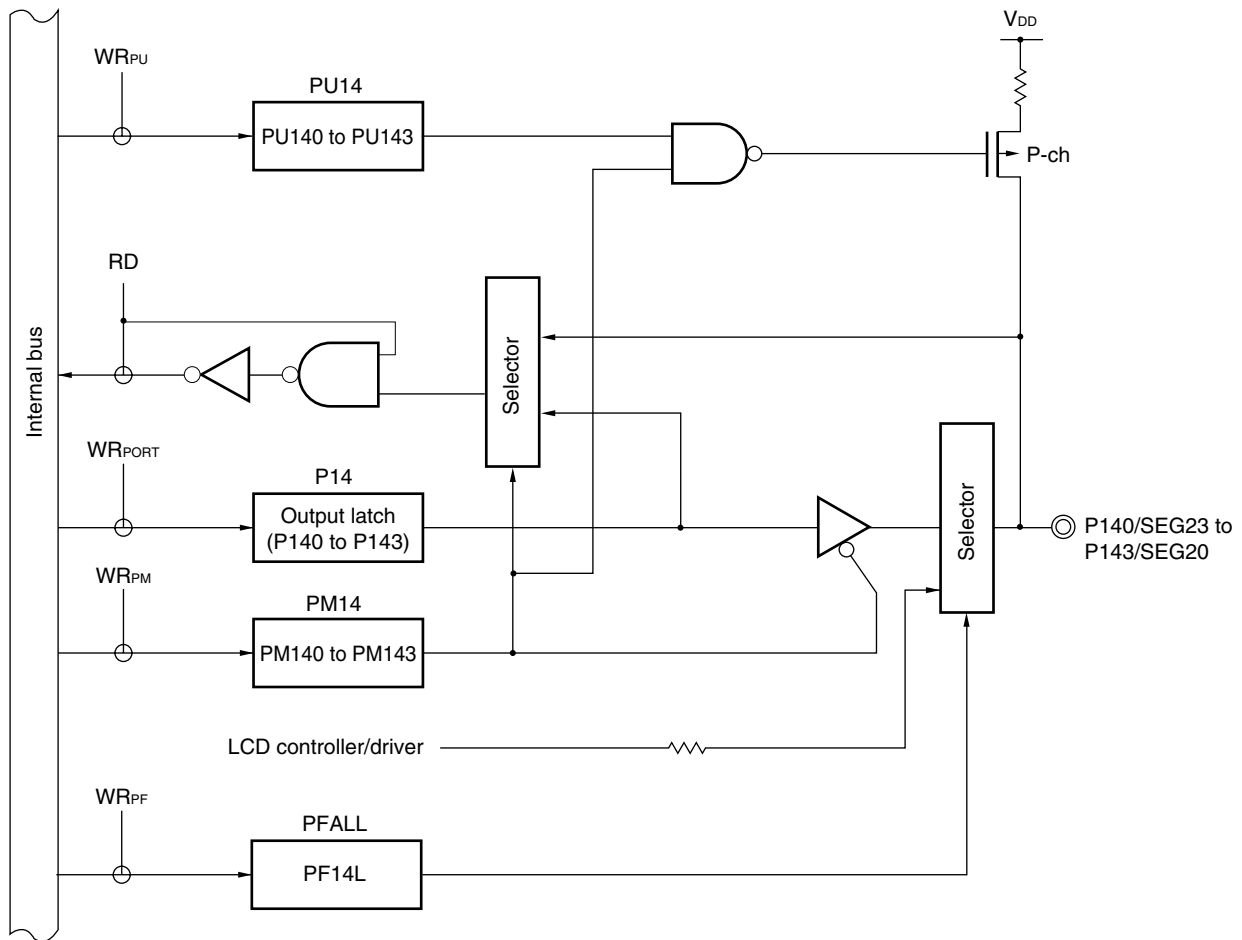 VDD
WRPU
PU14
PU140 to PU143
P-ch
RD
Selector
Internal bus
WRPORT
P14
Output latch
(P140 to P143)
Selector
P140/SEG23 to
P143/SEG20
WRPM
PM14
PM140 to PM143
LCD controller/driver
WRPF
PFALL
PF14L